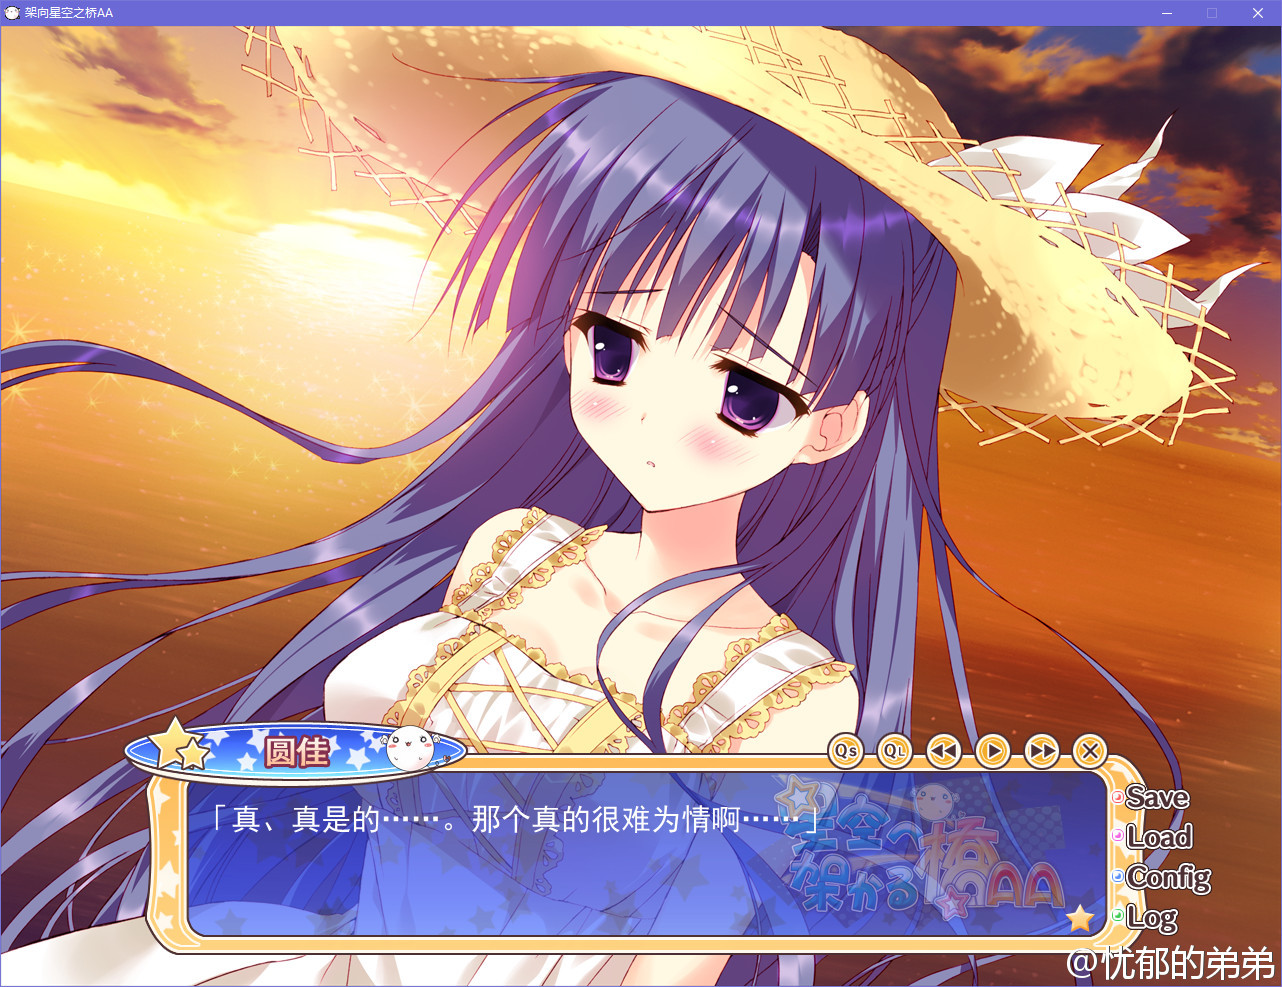 架向星空之桥AA
圆佳
Qs QL
「真、真是的……。那个真的很难为情啊……」
星空へ
架かる橋AA
Save
Load
Config
Log
@忧郁的弟弟